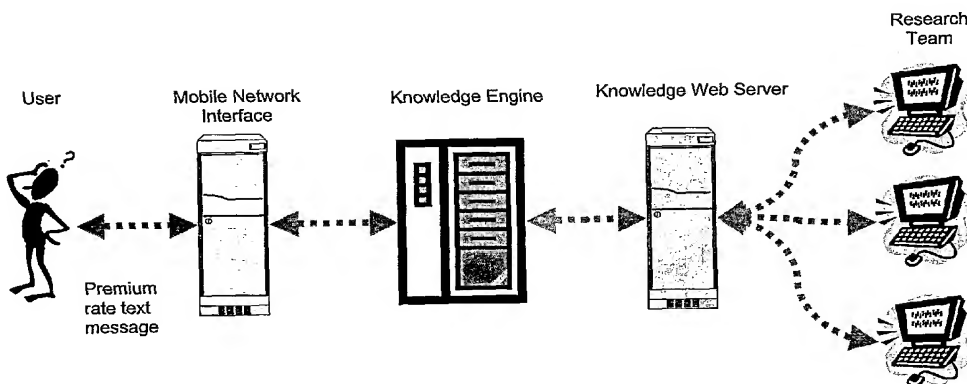 Research
Team
User
Mobile Network
Interface
Knowledge Engine
Knowledge Web Server
?
Premium
rate text
message